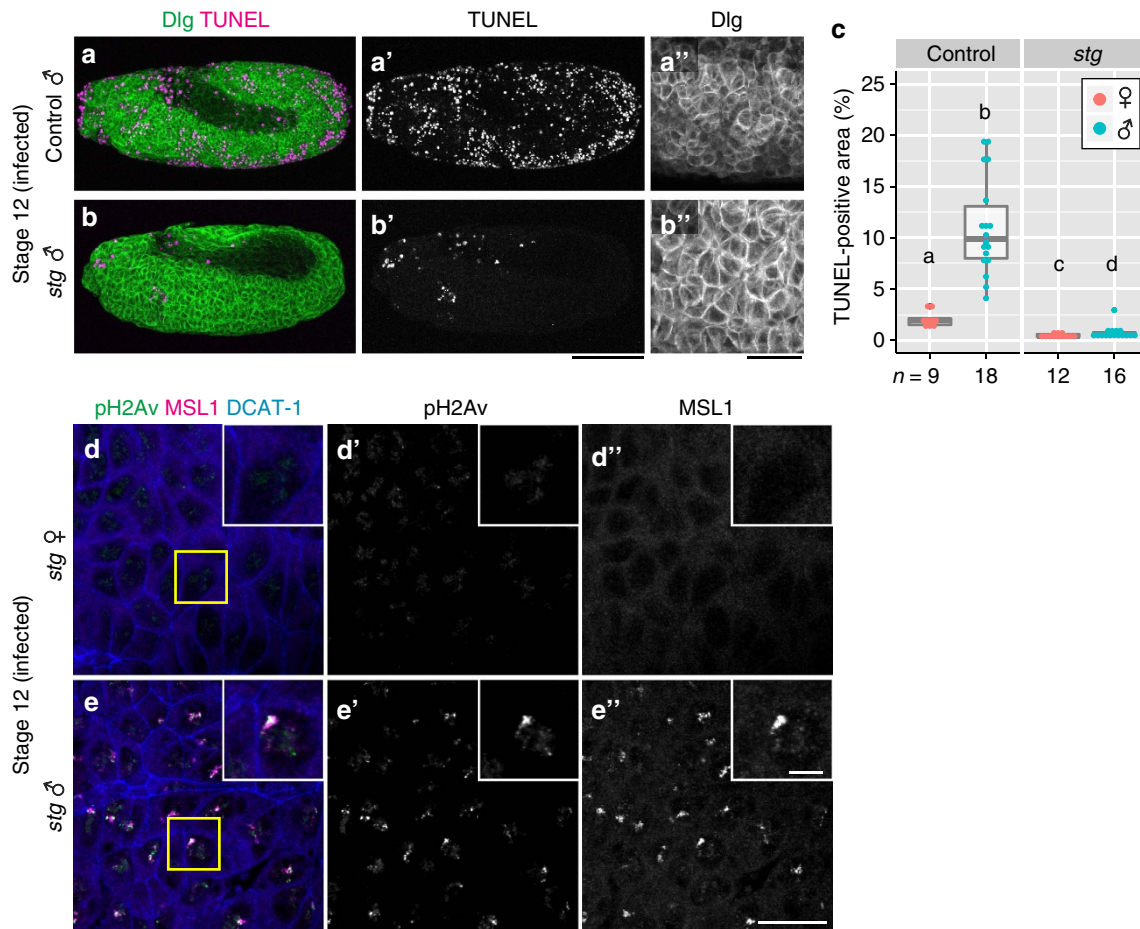 Dlg TUNEL
TUNEL
Dlg
Stage 12 (infected)
Control ♂
a
a'
a''
stg ♂
b
b'
b''
c
Control
stg
TUNEL-positive area (%)
25
20
15
10
5
0
♀
♂
a
b
c
d
n = 9
18
12
16
pH2Av MSL1 DCAT-1
pH2Av
MSL1
Stage 12 (infected)
stg ♀
d
d'
d''
stg ♂
e
e'
e''